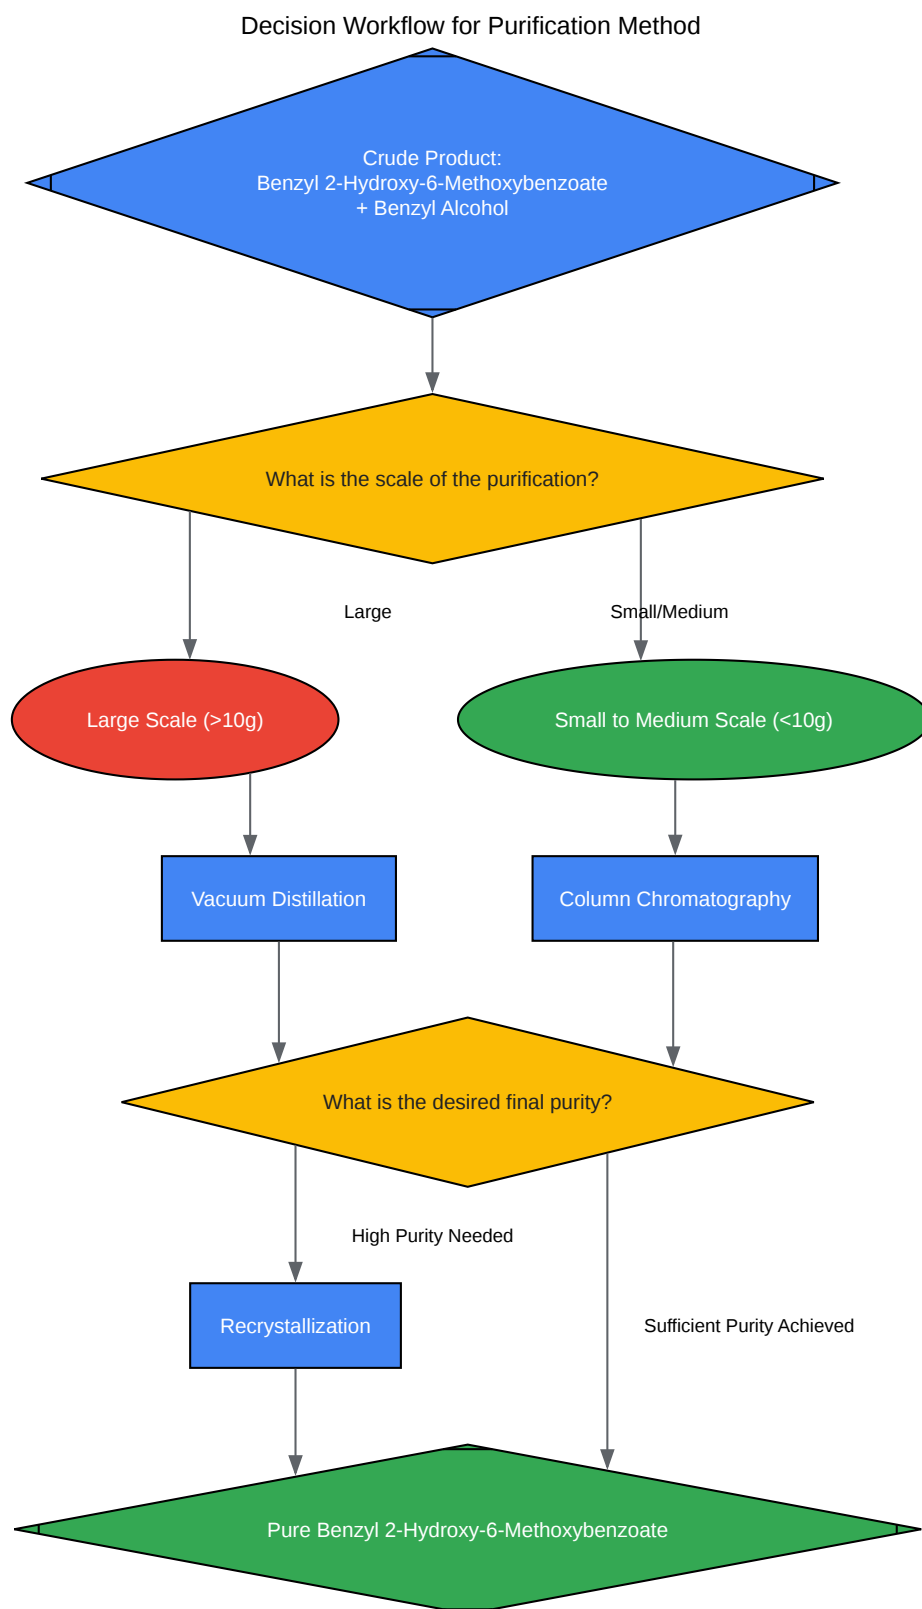 Decision Workflow for Purification Method
Crude Product:
Benzyl 2-Hydroxy-6-Methoxybenzoate
+ Benzyl Alcohol
What is the scale of the purification?
Large
Small/Medium
Large Scale (>10g)
Small to Medium Scale (<10g)
Vacuum Distillation
Column Chromatography
What is the desired final purity?
High Purity Needed
Recrystallization
Sufficient Purity Achieved
Pure Benzyl 2-Hydroxy-6-Methoxybenzoate